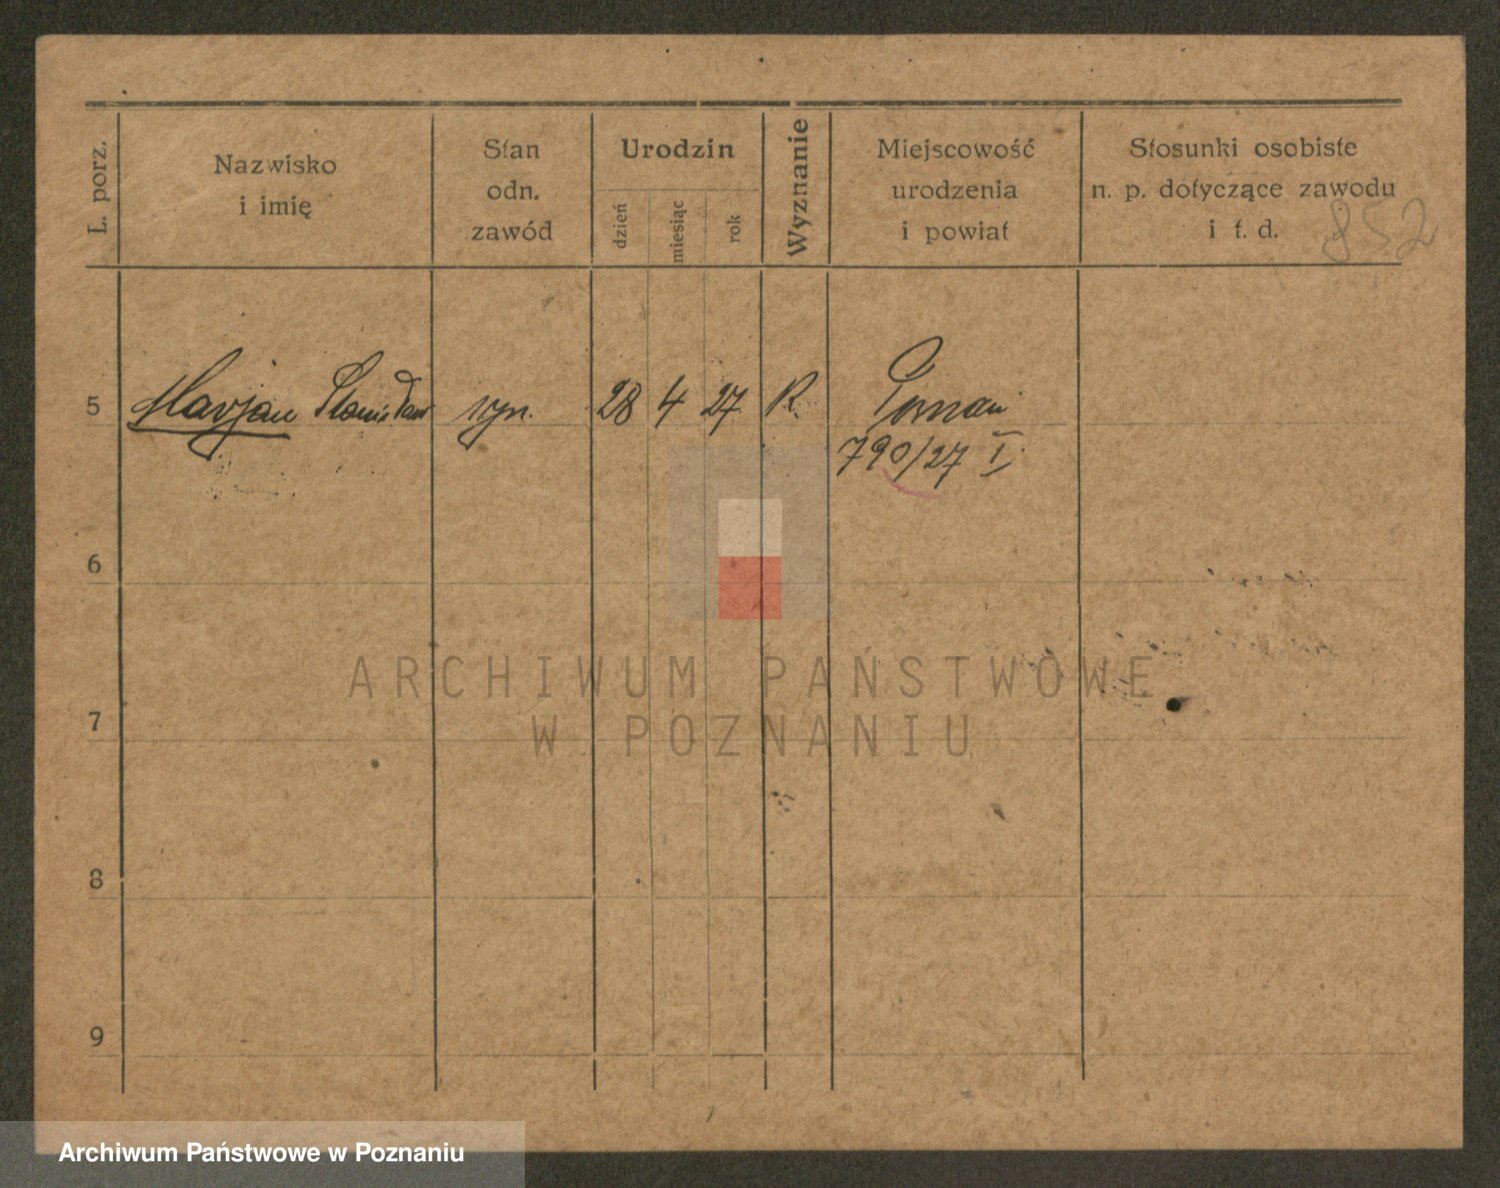 L. porz.
Nazwisko
i imię
Stan
odn.
zawód
Urodzin
dzień
miesiąc
rok
Wyznanie
Miejscowość
urodzenia
i powiat
Stosunki osobiste
n. p. dotyczące zawodu
i t. d.
852
5 Marjan Stanisław syn. 28 4 27 R Poznań
790/27 I.
6
7
8
9
ARCHIWUM PAŃSTWOWE
W POZNANIU
Archiwum Państwowe w Poznaniu